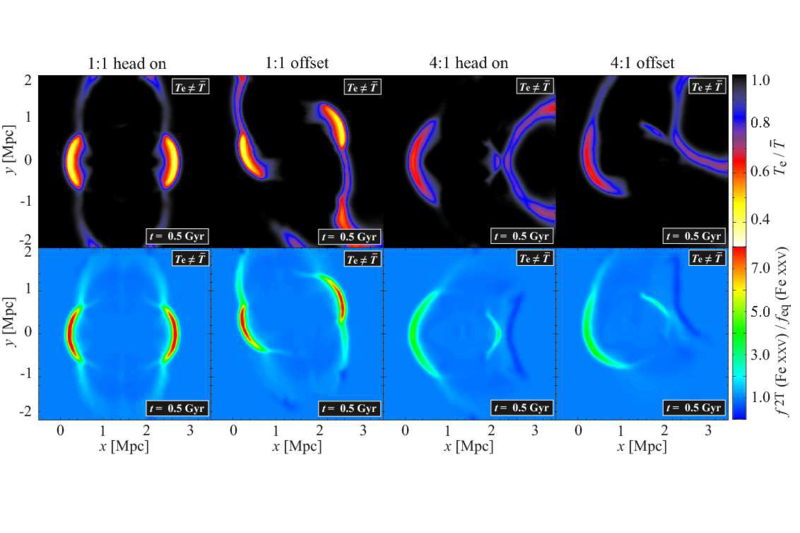 1:1 head on 1:1 offset 4:1 head on 4:1 offset
2 Te ≠ T̅ Te ≠ T̅ Te ≠ T̅ Te ≠ T̅ 1.0
1 0.8
y [Mpc] 0 Te / T̅
0.6
-1 0.4
-2 t = 0.5 Gyr t = 0.5 Gyr t = 0.5 Gyr t = 0.5 Gyr
2 Te ≠ T̅ Te ≠ T̅ Te ≠ T̅ Te ≠ T̅ 7.0
1 5.0
y [Mpc] 0 f 2T (Fe XXV) / feq (Fe XXV)
3.0
-1 1.0
-2 t = 0.5 Gyr t = 0.5 Gyr t = 0.5 Gyr t = 0.5 Gyr
0 1 2 3 0 1 2 3 0 1 2 3 0 1 2 3
x [Mpc] x [Mpc] x [Mpc] x [Mpc]